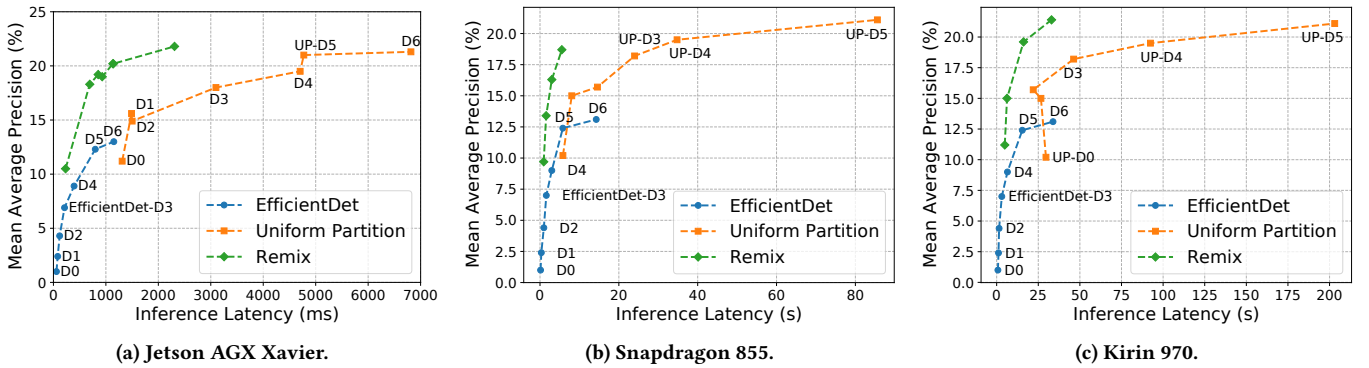 25
20
15
10
5
0
Mean Average Precision (%)
UP-D5
D6
D4
D3
D1
D2
D0
D5
D6
D4
EfficientDet-D3
D2
D1
D0
EfficientDet
Uniform Partition
Remix
0 1000 2000 3000 4000 5000 6000 7000
Inference Latency (ms)
(a) Jetson AGX Xavier.
20.0
17.5
15.0
12.5
10.0
7.5
5.0
2.5
0.0
Mean Average Precision (%)
UP-D3
UP-D4
UP-D5
D5
D6
D4
EfficientDet-D3
D2
D1
D0
EfficientDet
Uniform Partition
Remix
0 20 40 60 80
Inference Latency (s)
(b) Snapdragon 855.
20.0
17.5
15.0
12.5
10.0
7.5
5.0
2.5
0.0
Mean Average Precision (%)
D3
UP-D4
UP-D5
D5
D6
UP-D0
D4
EfficientDet-D3
D2
D1
D0
EfficientDet
Uniform Partition
Remix
0 25 50 75 100 125 150 175 200
Inference Latency (s)
(c) Kirin 970.